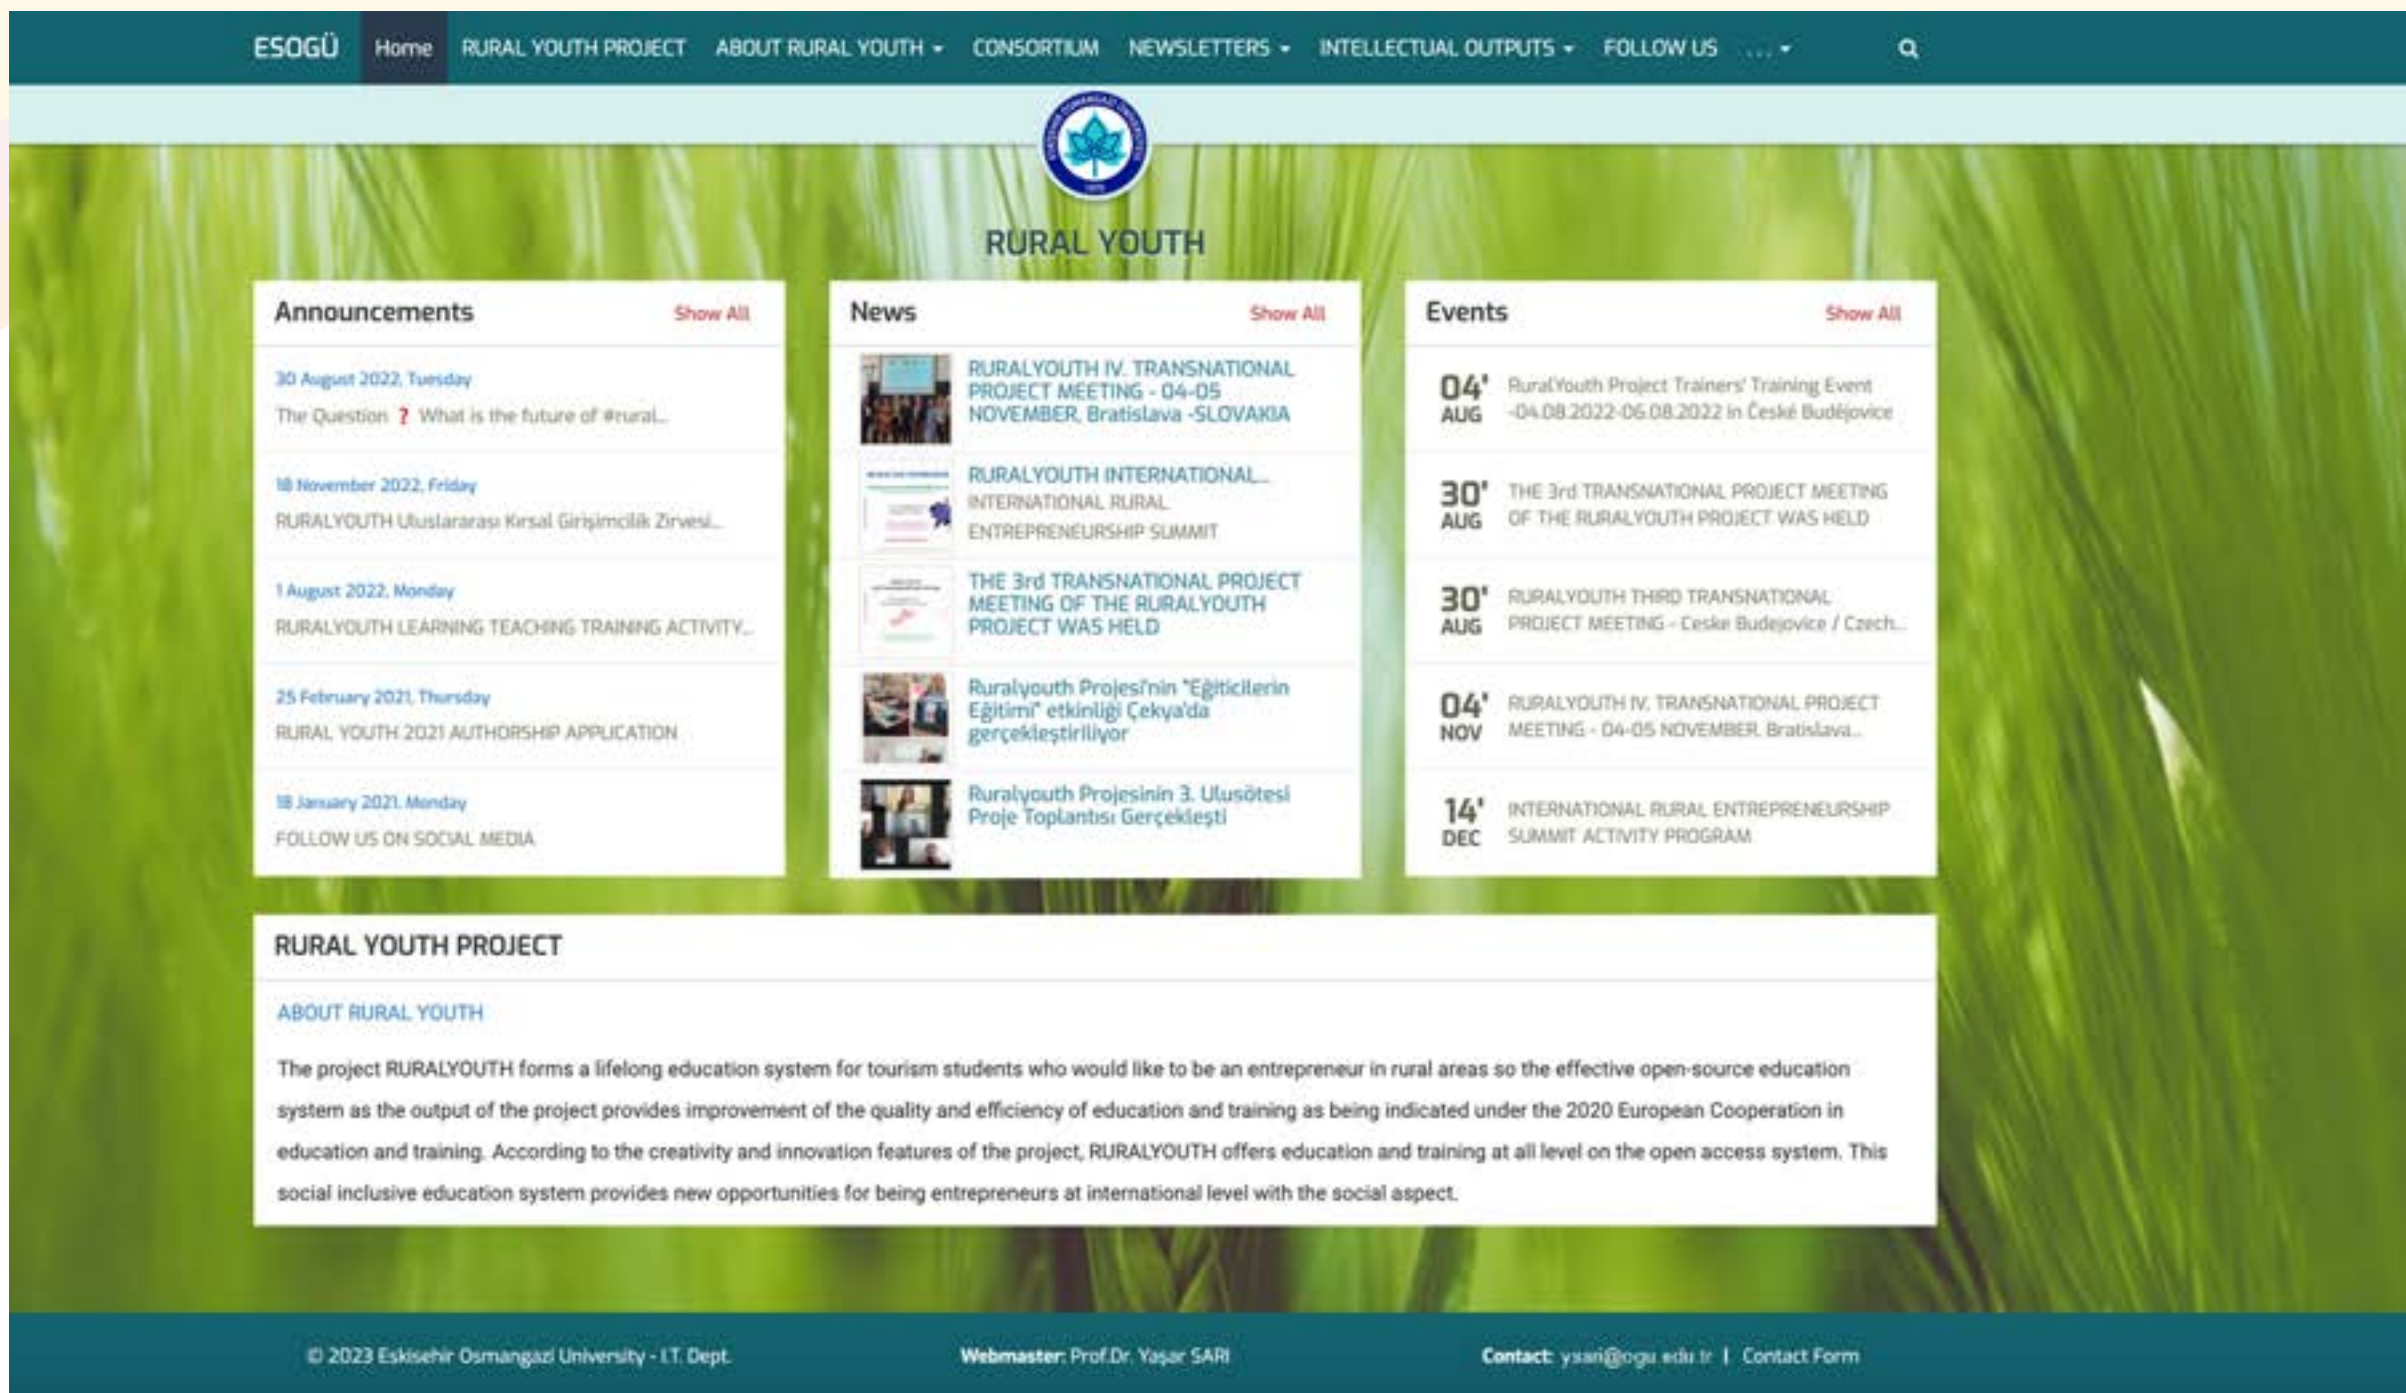 ESOGÜ Home RURAL YOUTH PROJECT ABOUT RURAL YOUTH CONSORTIUM NEWSLETTERS INTELLECTUAL OUTPUTS FOLLOW US ....
RURAL YOUTH
Announcements Show All
30 August 2022, Tuesday
The Question ❓ What is the future of #rural...
18 November 2022, Friday
RURALYOUTH Uluslararası Kırsal Girişimcilik Zirvesi...
1 August 2022, Monday
RURALYOUTH LEARNING TEACHING TRAINING ACTIVITY...
25 February 2021, Thursday
RURAL YOUTH 2021 AUTHORSHIP APPLICATION
18 January 2021, Monday
FOLLOW US ON SOCIAL MEDIA
News Show All
RURALYOUTH IV. TRANSNATIONAL
PROJECT MEETING - 04-05
NOVEMBER, Bratislava -SLOVAKIA
RURALYOUTH INTERNATIONAL...
INTERNATIONAL RURAL
ENTREPRENEURSHIP SUMMIT
THE 3rd TRANSNATIONAL PROJECT
MEETING OF THE RURALYOUTH
PROJECT WAS HELD
Ruralyouth Projesi'nin "Eğiticilerin
Eğitimi" etkinliği Çekya'da
gerçekleştiriliyor
Ruralyouth Projesinin 3. Ulusötesi
Proje Toplantısı Gerçekleşti
Events Show All
04' AUG
RuralYouth Project Trainers' Training Event
-04.08.2022-06.08.2022 in České Budějovice
30' AUG
THE 3rd TRANSNATIONAL PROJECT MEETING
OF THE RURALYOUTH PROJECT WAS HELD
30' AUG
RURALYOUTH THIRD TRANSNATIONAL
PROJECT MEETING - Ceske Budejovice / Czech...
04' NOV
RURALYOUTH IV. TRANSNATIONAL PROJECT
MEETING - 04-05 NOVEMBER, Bratislava...
14' DEC
INTERNATIONAL RURAL ENTREPRENEURSHIP
SUMMIT ACTIVITY PROGRAM
RURAL YOUTH PROJECT
ABOUT RURAL YOUTH
The project RURALYOUTH forms a lifelong education system for tourism students who would like to be an entrepreneur in rural areas so the effective open-source education
system as the output of the project provides improvement of the quality and efficiency of education and training as being indicated under the 2020 European Cooperation in
education and training. According to the creativity and innovation features of the project, RURALYOUTH offers education and training at all level on the open access system. This
social inclusive education system provides new opportunities for being entrepreneurs at international level with the social aspect.
© 2023 Eskisehir Osmangazi University - I.T. Dept. Webmaster: Prof.Dr. Yaşar SARI Contact: ysari@ogu.edu.tr | Contact Form